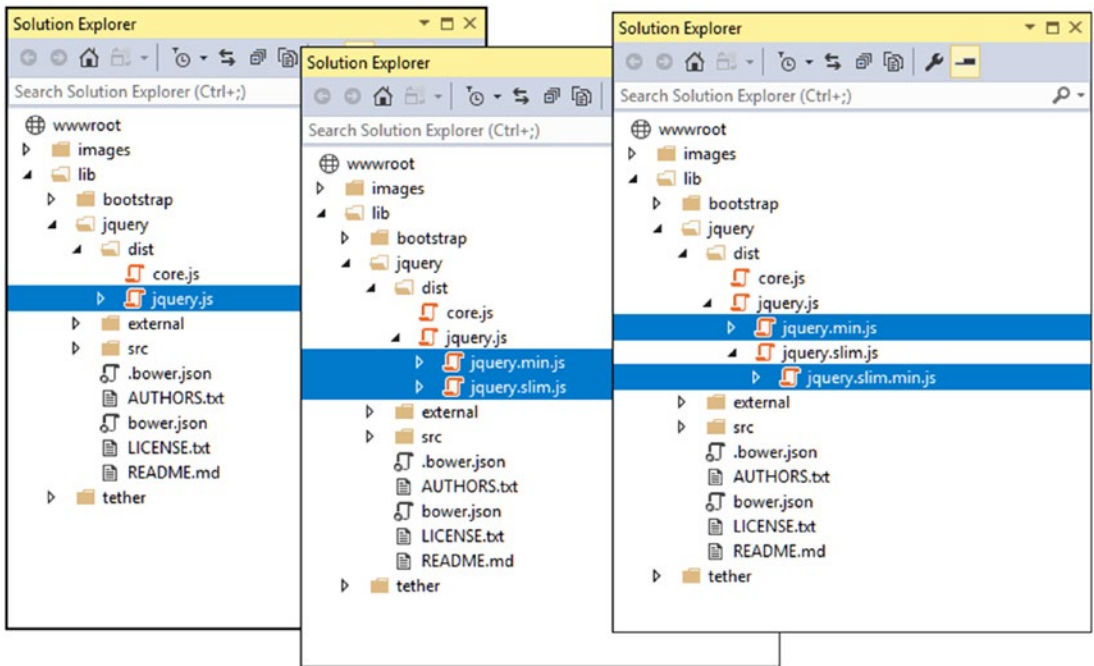 Solution Explorer
Search Solution Explorer (Ctrl+;)
wwwroot
images
lib
bootstrap
jquery
dist
core.js
jquery.js
external
src
.bower.json
AUTHORS.txt
bower.json
LICENSE.txt
README.md
tether
Solution Explorer
Search Solution Explorer (Ctrl+;)
wwwroot
images
lib
bootstrap
jquery
dist
core.js
jquery.js
jquery.min.js
jquery.slim.js
external
src
.bower.json
AUTHORS.txt
bower.json
LICENSE.txt
README.md
tether
Solution Explorer
Search Solution Explorer (Ctrl+;)
wwwroot
images
lib
bootstrap
jquery
dist
core.js
jquery.js
jquery.min.js
jquery.slim.js
jquery.slim.min.js
external
src
.bower.json
AUTHORS.txt
bower.json
LICENSE.txt
README.md
tether